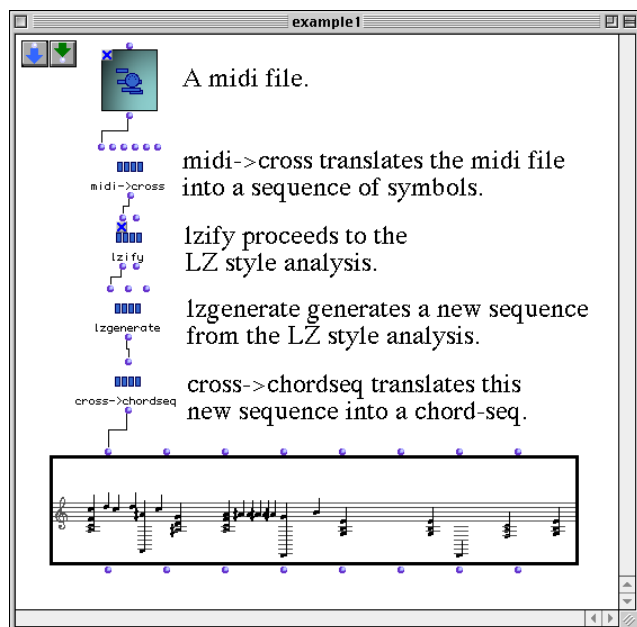 example1
A midi file.
midi->cross translates the midi file
into a sequence of symbols.
midi->cross
lzify proceeds to the
LZ style analysis.
lzify
lzgenerate generates a new sequence
from the LZ style analysis.
lzgenerate
cross->chordseq translates this
new sequence into a chord-seq.
cross->chordseq